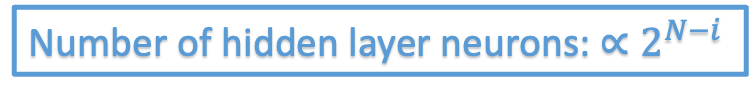 Number of hidden layer neurons: ∝ 2^{N−i}